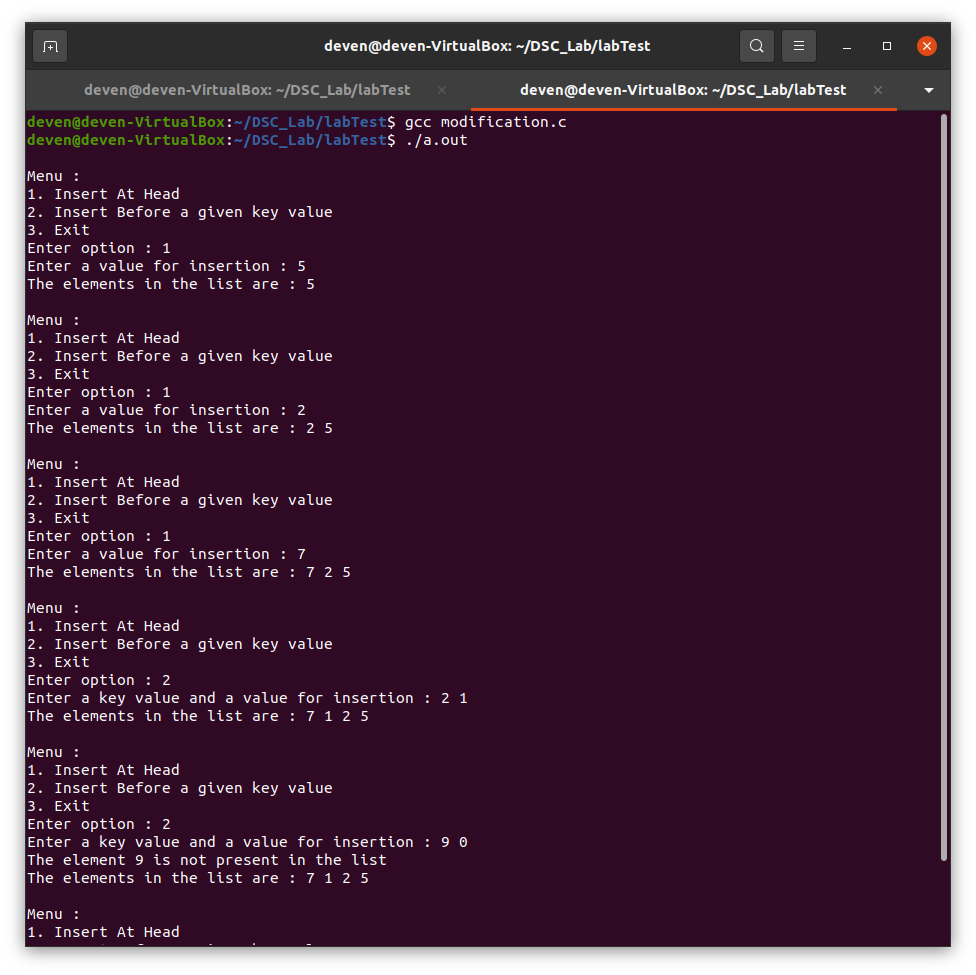 deven@deven-VirtualBox: ~/DSC_Lab/labTest
deven@deven-VirtualBox: ~/DSC_Lab/labTest
deven@deven-VirtualBox: ~/DSC_Lab/labTest
deven@deven-VirtualBox:~/DSC_Lab/labTest$ gcc modification.c
deven@deven-VirtualBox:~/DSC_Lab/labTest$ ./a.out
Menu :
1. Insert At Head
2. Insert Before a given key value
3. Exit
Enter option : 1
Enter a value for insertion : 5
The elements in the list are : 5
Menu :
1. Insert At Head
2. Insert Before a given key value
3. Exit
Enter option : 1
Enter a value for insertion : 2
The elements in the list are : 2 5
Menu :
1. Insert At Head
2. Insert Before a given key value
3. Exit
Enter option : 1
Enter a value for insertion : 7
The elements in the list are : 7 2 5
Menu :
1. Insert At Head
2. Insert Before a given key value
3. Exit
Enter option : 2
Enter a key value and a value for insertion : 2 1
The elements in the list are : 7 1 2 5
Menu :
1. Insert At Head
2. Insert Before a given key value
3. Exit
Enter option : 2
Enter a key value and a value for insertion : 9 0
The element 9 is not present in the list
The elements in the list are : 7 1 2 5
Menu :
1. Insert At Head